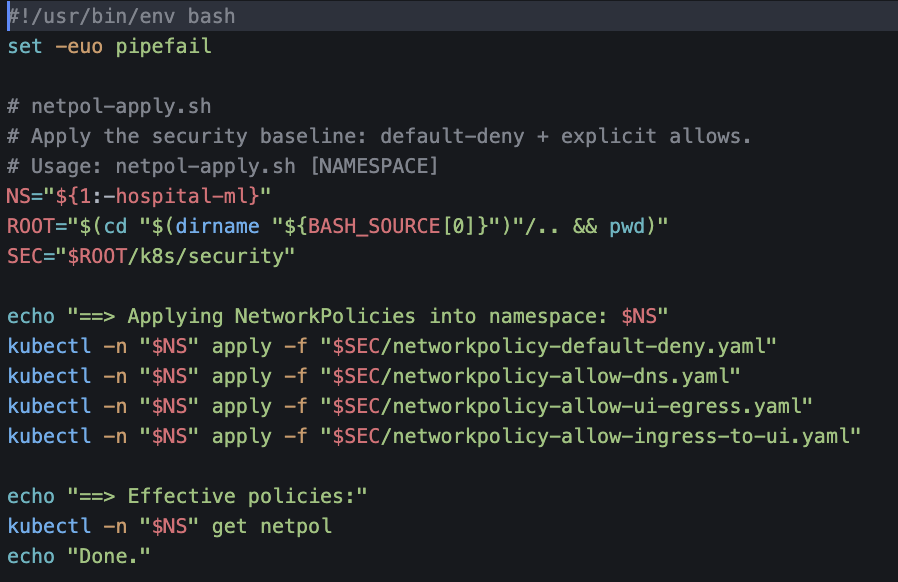 #!/usr/bin/env bash
set -euo pipefail

# netpol-apply.sh
# Apply the security baseline: default-deny + explicit allows.
# Usage: netpol-apply.sh [NAMESPACE]
NS="${1:-hospital-ml}"
ROOT="$(cd "$(dirname "${BASH_SOURCE[0]}")"/.. && pwd)"
SEC="$ROOT/k8s/security"

echo "==> Applying NetworkPolicies into namespace: $NS"
kubectl -n "$NS" apply -f "$SEC/networkpolicy-default-deny.yaml"
kubectl -n "$NS" apply -f "$SEC/networkpolicy-allow-dns.yaml"
kubectl -n "$NS" apply -f "$SEC/networkpolicy-allow-ui-egress.yaml"
kubectl -n "$NS" apply -f "$SEC/networkpolicy-allow-ingress-to-ui.yaml"

echo "==> Effective policies:"
kubectl -n "$NS" get netpol
echo "Done."